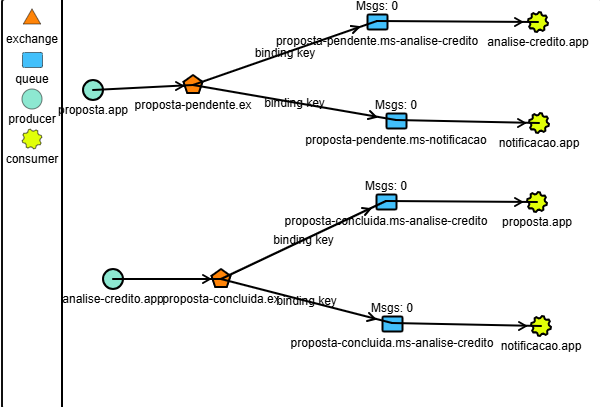 exchange
queue
producer
consumer
Msgs: 0
proposta-pendente.ms-analise-credito
analise-credito.app
binding key
proposta.app
proposta-pendente.ex
binding key
Msgs: 0
proposta-pendente.ms-notificacao
notificacao.app
Msgs: 0
proposta-concluida.ms-analise-credito
proposta.app
binding key
analise-credito.app
proposta-concluida.ex
binding key
Msgs: 0
proposta-concluida.ms-analise-credito
notificacao.app